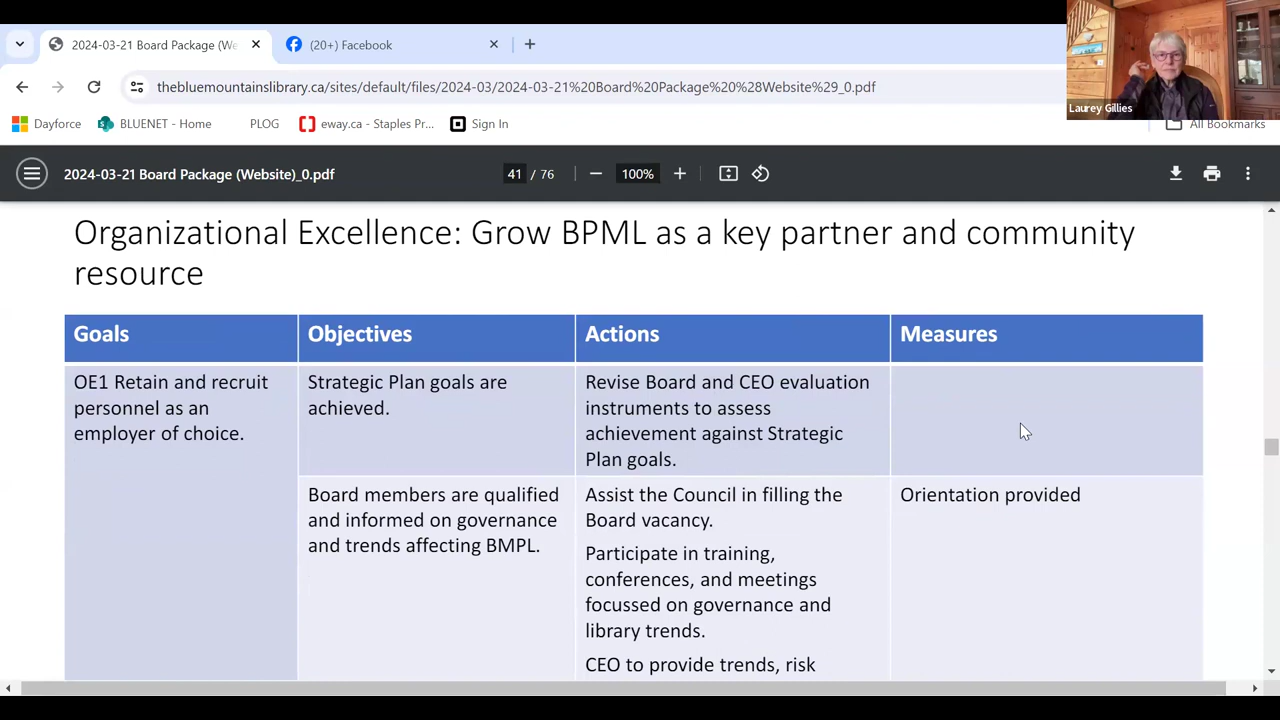 2024-03-21 Board Package (We
(20+) Facebook
thebluemountainslibrary.ca/sites/default/files/2024-03/2024-03-21%20Board%20Package%20%28Website%29_0.pdf
Laurey Gillies
Dayforce
BLUENET - Home
PLOG
eway.ca - Staples Pr...
Sign In
All Bookmarks
2024-03-21 Board Package (Website)_0.pdf
41 / 76
100%
Organizational Excellence: Grow BPML as a key partner and community
resource
Goals
Objectives
Actions
Measures
OE1 Retain and recruit
personnel as an
employer of choice.
Strategic Plan goals are
achieved.
Revise Board and CEO evaluation
instruments to assess
achievement against Strategic
Plan goals.
Board members are qualified
and informed on governance
and trends affecting BMPL.
Assist the Council in filling the
Board vacancy.
Participate in training,
conferences, and meetings
focussed on governance and
library trends.
CEO to provide trends, risk
Orientation provided